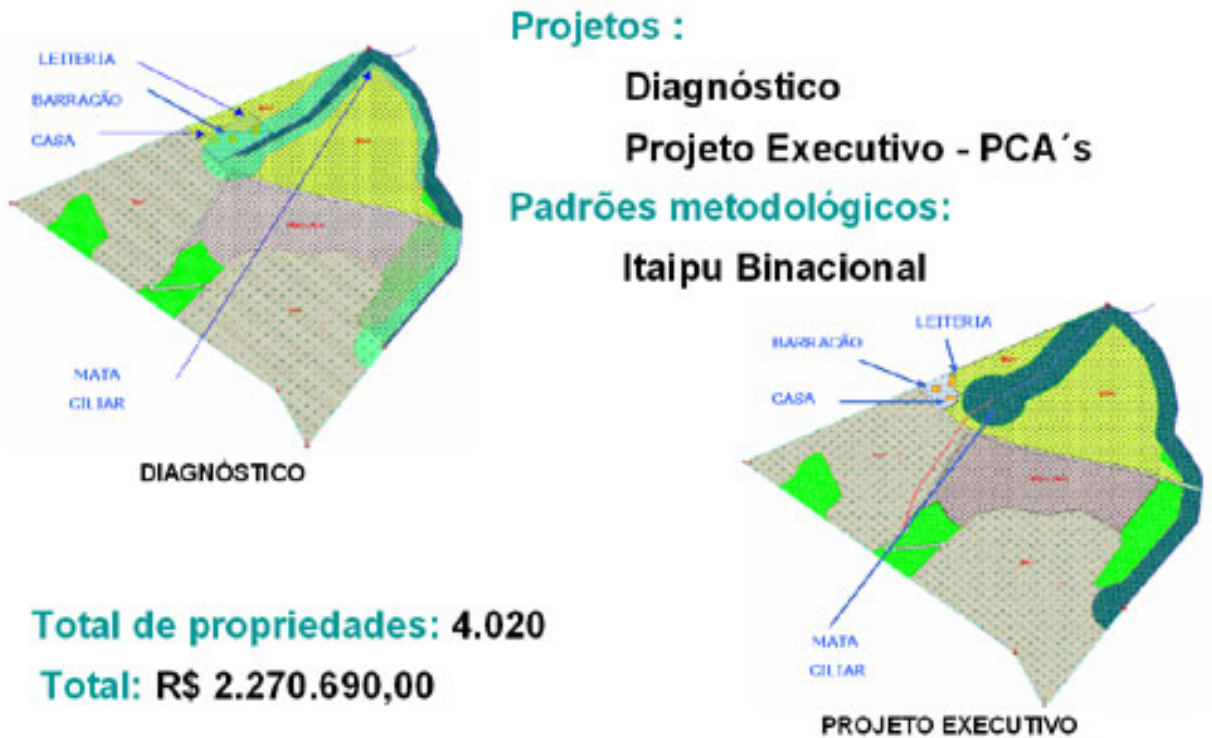 Projetos :
Diagnóstico
Projeto Executivo - PCA´s
Padrões metodológicos:
Itaipu Binacional
LEITERIA
BARRACÃO
CASA
MATA
CILIAR
DIAGNÓSTICO
LEITERIA
BARRACÃO
CASA
MATA
CILIAR
PROJETO EXECUTIVO
Total de propriedades: 4.020
Total: R$ 2.270.690,00